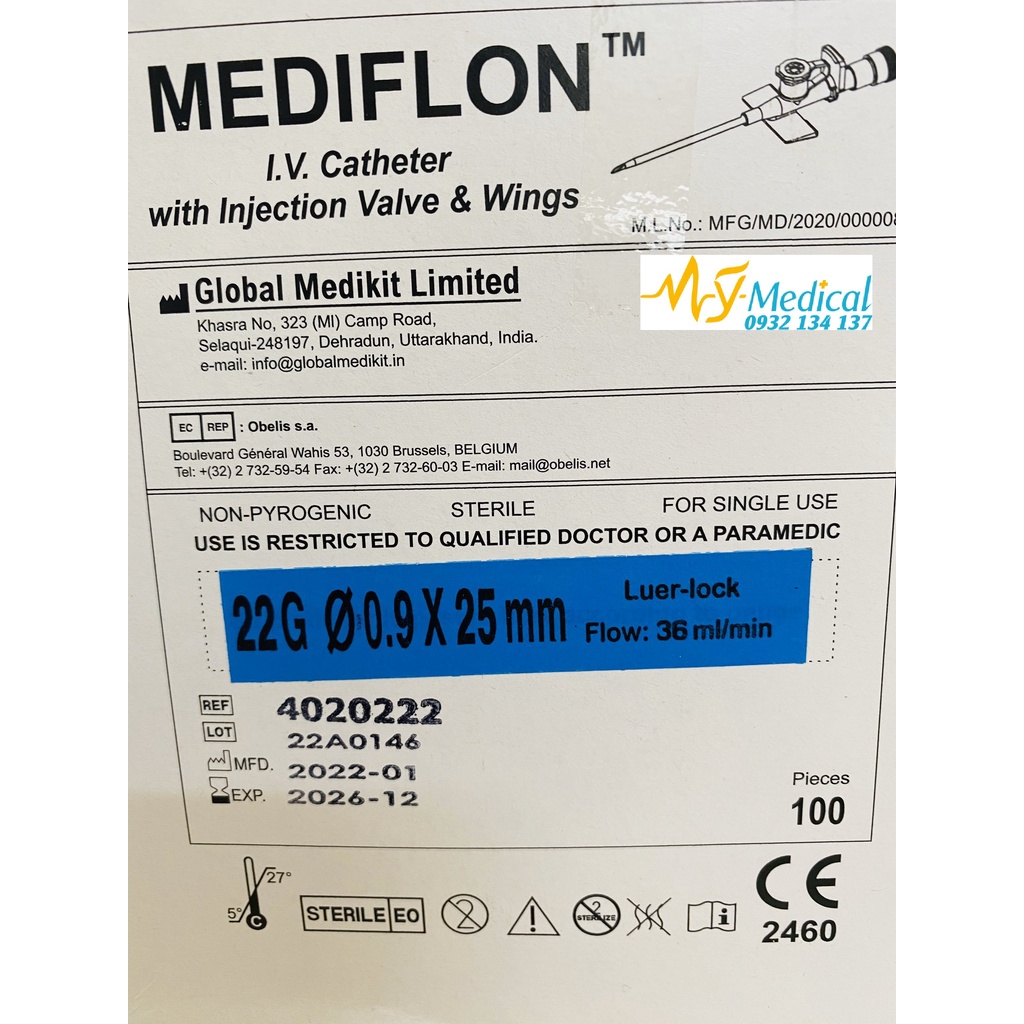 MEDIFLON™
I.V. Catheter
with Injection Valve & Wings
M.L.No.: MFG/MD/2020/000008
My Medical
0932 134 137
Global Medikit Limited
Khasra No, 323 (MI) Camp Road,
Selaqui-248197, Dehradun, Uttarakhand, India.
e-mail: info@globalmedikit.in
EC REP : Obelis s.a.
Boulevard Général Wahis 53, 1030 Brussels, BELGIUM
Tel: +(32) 2 732-59-54 Fax: +(32) 2 732-60-03 E-mail: mail@obelis.net
NON-PYROGENIC STERILE FOR SINGLE USE
USE IS RESTRICTED TO QUALIFIED DOCTOR OR A PARAMEDIC
22G Ø0.9 X 25 mm
Luer-lock
Flow: 36 ml/min
REF 4020222
LOT 22A0146
MFD. 2022-01
EXP. 2026-12
Pieces
100
27°
5°
C
STERILE EO
2
2
STERILIZE
i
CE
2460